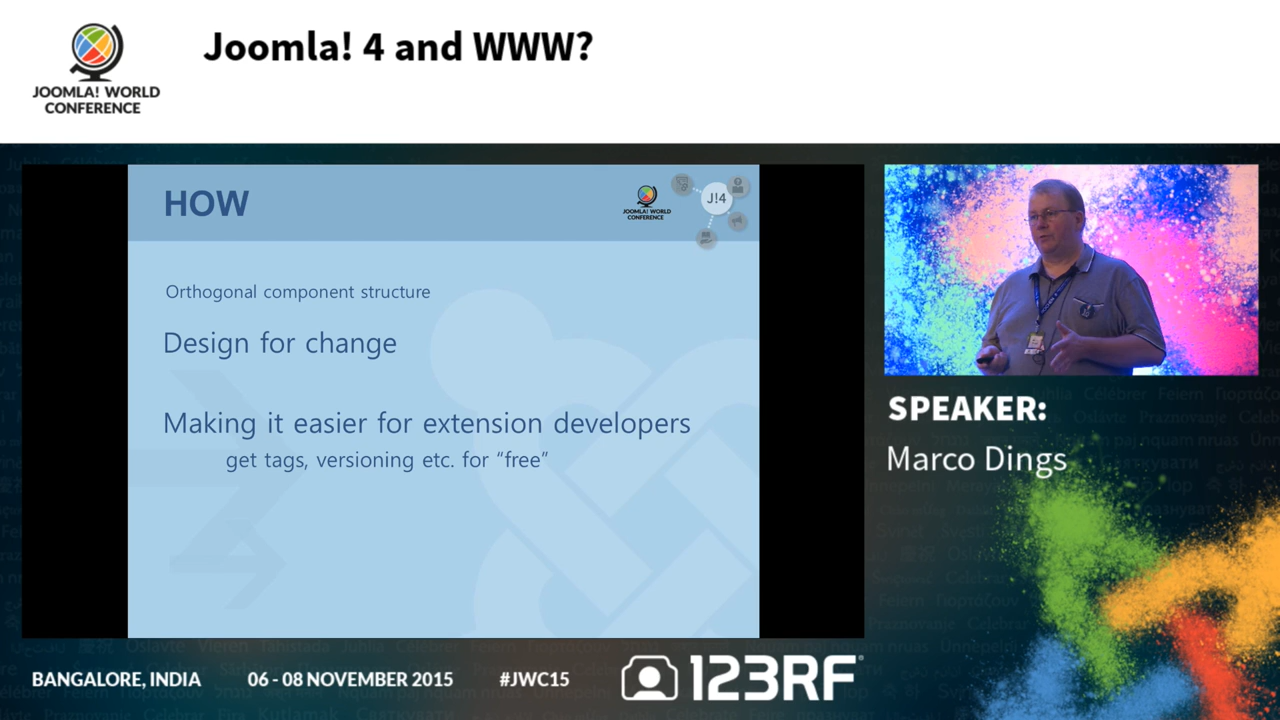 JOOMLA! WORLD
CONFERENCE
Joomla! 4 and WWW?
HOW
JOOMLA! WORLD
CONFERENCE
J!4
Orthogonal component structure
Design for change
Making it easier for extension developers
get tags, versioning etc. for “free”
SPEAKER:
Marco Dings
BANGALORE, INDIA
06 - 08 NOVEMBER 2015
#JWC15
123RF